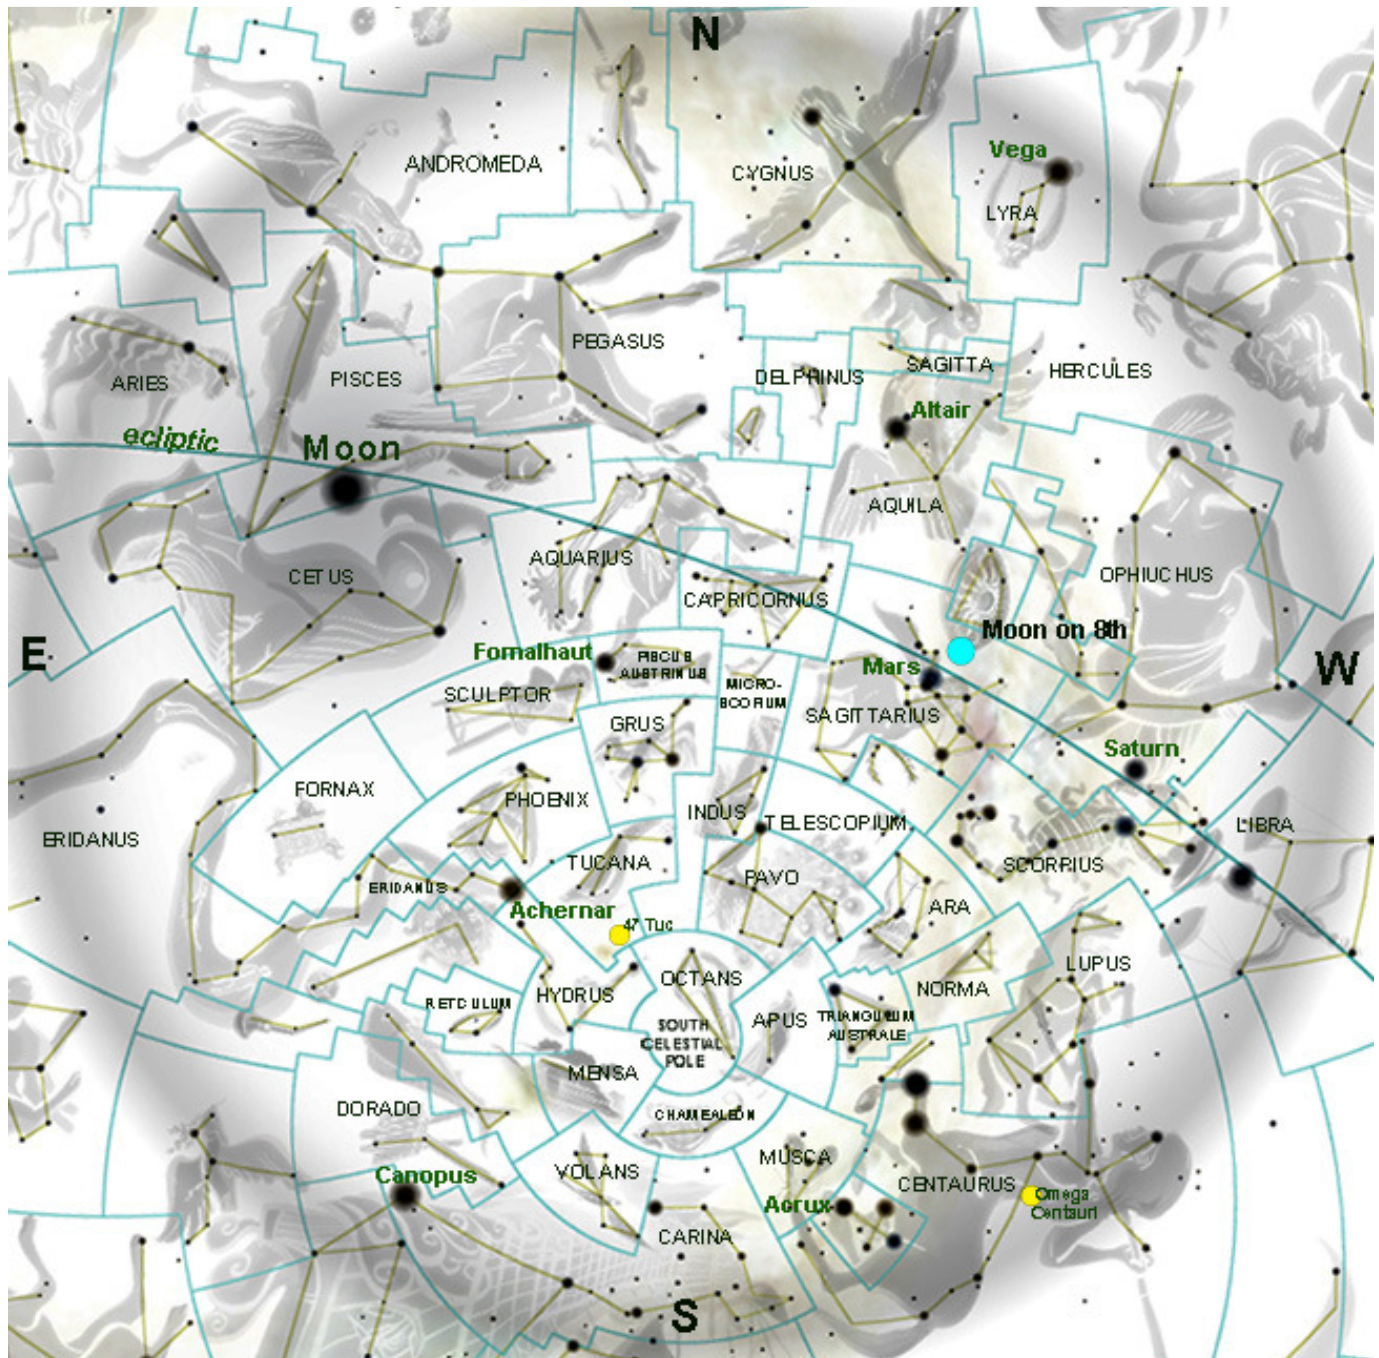 N
Vega
ANDROMEDA
CYGNUS
LYRA
PEGASUS
SAGITTA
HERCULES
ARIES
PISCES
DELPHINUS
Altair
ecliptic
Moon
AQUILA
AQUARIUS
CETUS
CAPRICORNUS
OPHIUCHUS
Moon on 8th
E
Fomalhaut
PISCUS
AUSTRINUS
Mars
W
SCULPTOR
MICRO-
SCOPIUM
GRUS
SAGITTARIUS
Saturn
FORNAX
PHOENIX
INDUS
TELESCOPIUM
ERIDANUS
LIBRA
TUCANA
SCORPIUS
ERIDANUS
PAVO
Achernar
ARA
47 Tuc
LUPUS
OCTANS
RETCULUM
HYDRUS
NORMA
SOUTH
CELESTIAL
POLE
APUS
TRIANGULUM
AUSTRALE
MENSA
DORADO
CHAMEALEON
MUSCA
VOLANS
Canopus
CENTAURUS
Omega
Centauri
Acrux
CARINA
S